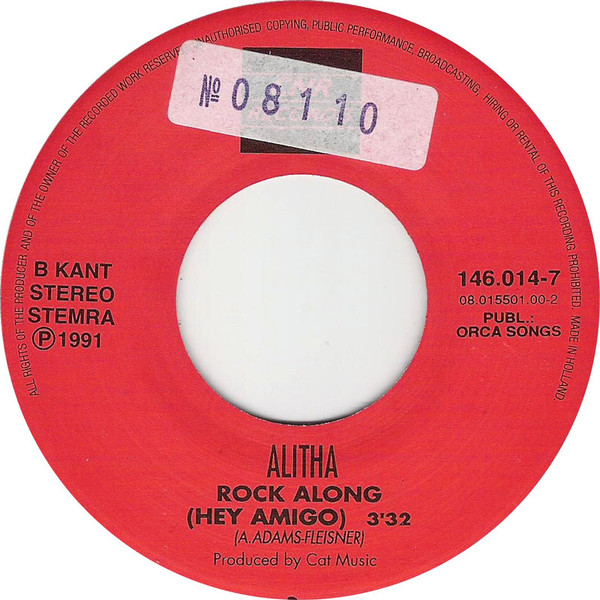 ALL RIGHTS OF THE PRODUCER AND OF THE OWNER OF THE RECORDED WORK RESERVED UNAUTHORISED COPYING, PUBLIC PERFORMANCE, BROADCASTING, HIRING OR RENTAL OF THIS RECORDING PROHIBITED. MADE IN HOLLAND.
№ 08110
B KANT
STEREO
STEMRA
Ⓟ 1991
146.014-7
08.015501.00-2
PUBL.:
ORCA SONGS
ALITHA
ROCK ALONG
(HEY AMIGO) 3'32
(A.ADAMS-FLEISNER)
Produced by Cat Music